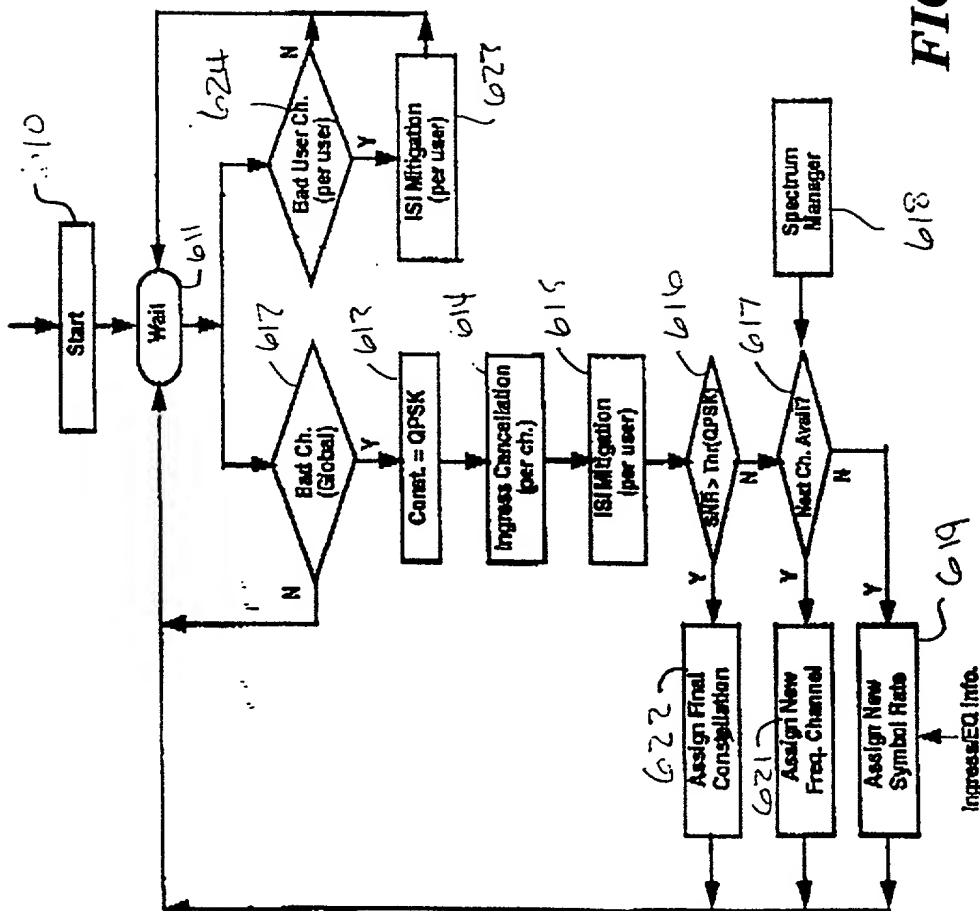 Start
Wait
611
Bad Ch.
(Global)
612
N
Y
Bad User Ch.
(per user)
624
N
Y
ISI Mitigation
(per user)
623
Const. = QPSK
613
Ingress Cancellation
(per ch.)
614
ISI Mitigation
(per user)
615
SNR > Thr(QPSK)
616
Y
N
Next Ch. Avail?
617
Y
N
Y
Spectrum
Manager
618
Assign Final
Constellation
622
Assign New
Freq. Channel
621
Assign New
Symbol Rate
619
Ingress/EQ Info.
FIG